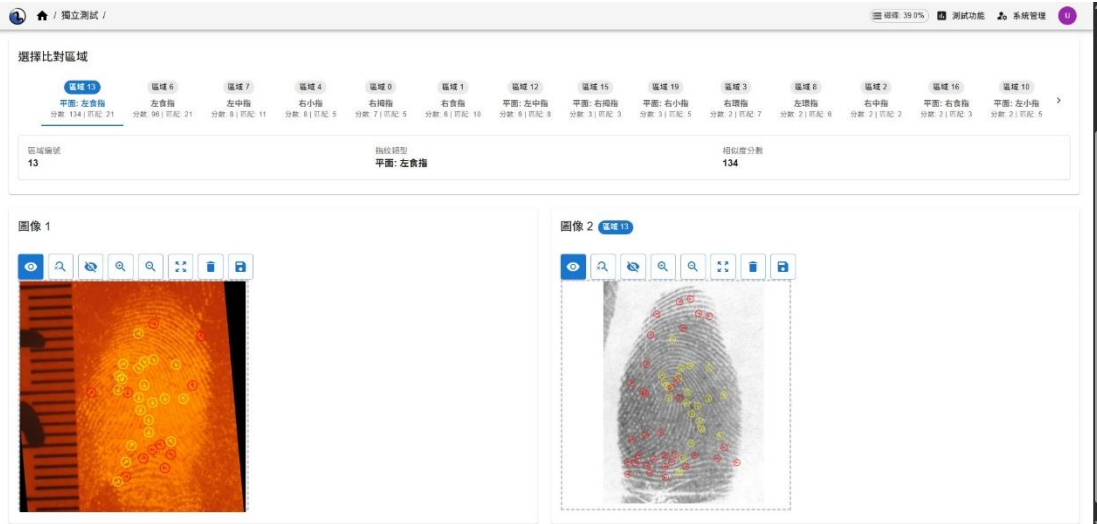 / 獨立測試 /
磁碟: 39.0%
測試功能
系統管理
U
選擇比對區域
區域 13 區域 6 區域 7 區域 4 區域 0 區域 1 區域 12 區域 15 區域 19 區域 3 區域 8 區域 2 區域 16 區域 10
平面: 左食指 左食指 左中指 右小指 右拇指 右食指 平面: 左中指 平面: 右拇指 平面: 右小指 右環指 左環指 右中指 平面: 右食指 平面: 左小指
分數: 134 | 匹配: 21 分數: 96 | 匹配: 21 分數: 8 | 匹配: 11 分數: 8 | 匹配: 5 分數: 7 | 匹配: 5 分數: 6 | 匹配: 10 分數: 6 | 匹配: 8 分數: 3 | 匹配: 3 分數: 3 | 匹配: 5 分數: 2 | 匹配: 7 分數: 2 | 匹配: 6 分數: 2 | 匹配: 2 分數: 2 | 匹配: 3 分數: 2 | 匹配: 5
區域編號 指紋類型 相似度分數
13 平面: 左食指 134
圖像 1
圖像 2 區域 13